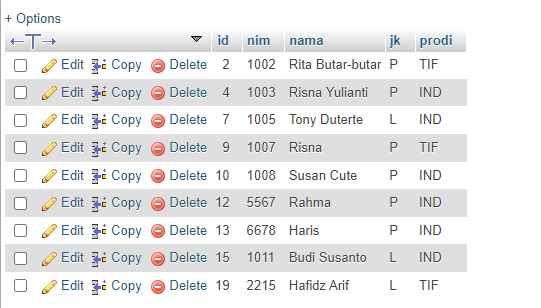 + Options
id nim nama jk prodi
Edit Copy Delete 2 1002 Rita Butar-butar P TIF
Edit Copy Delete 4 1003 Risna Yulianti P IND
Edit Copy Delete 7 1005 Tony Duterte L IND
Edit Copy Delete 9 1007 Risna P TIF
Edit Copy Delete 10 1008 Susan Cute P IND
Edit Copy Delete 12 5567 Rahma P IND
Edit Copy Delete 13 6678 Haris P IND
Edit Copy Delete 15 1011 Budi Susanto L IND
Edit Copy Delete 19 2215 Hafidz Arif L TIF